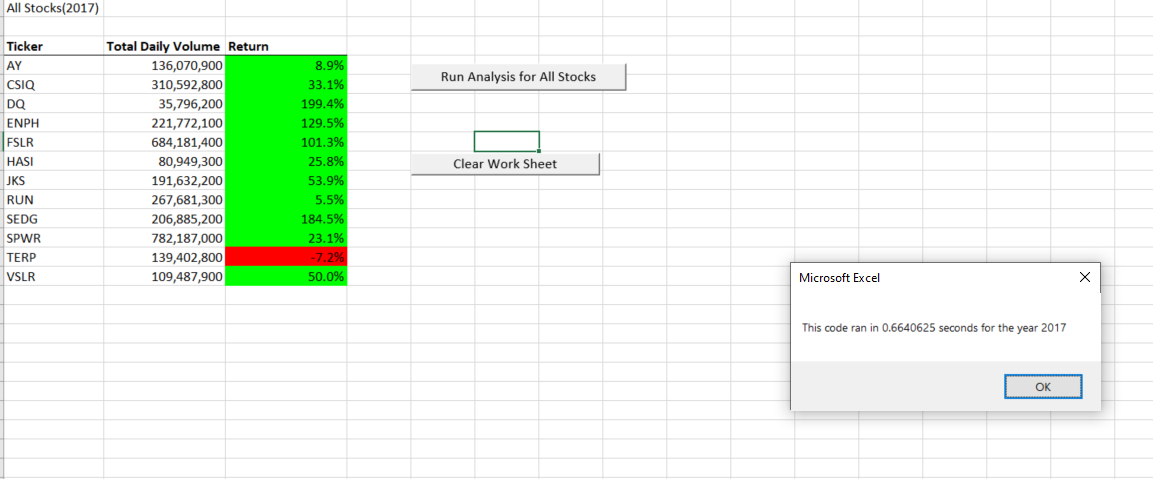 All Stocks(2017)
Ticker Total Daily Volume Return
AY 136,070,900 8.9%
CSIQ 310,592,800 33.1%
DQ 35,796,200 199.4%
ENPH 221,772,100 129.5%
FSLR 684,181,400 101.3%
HASI 80,949,300 25.8%
JKS 191,632,200 53.9%
RUN 267,681,300 5.5%
SEDG 206,885,200 184.5%
SPWR 782,187,000 23.1%
TERP 139,402,800 -7.2%
VSLR 109,487,900 50.0%
Run Analysis for All Stocks
Clear Work Sheet
Microsoft Excel
This code ran in 0.6640625 seconds for the year 2017
OK